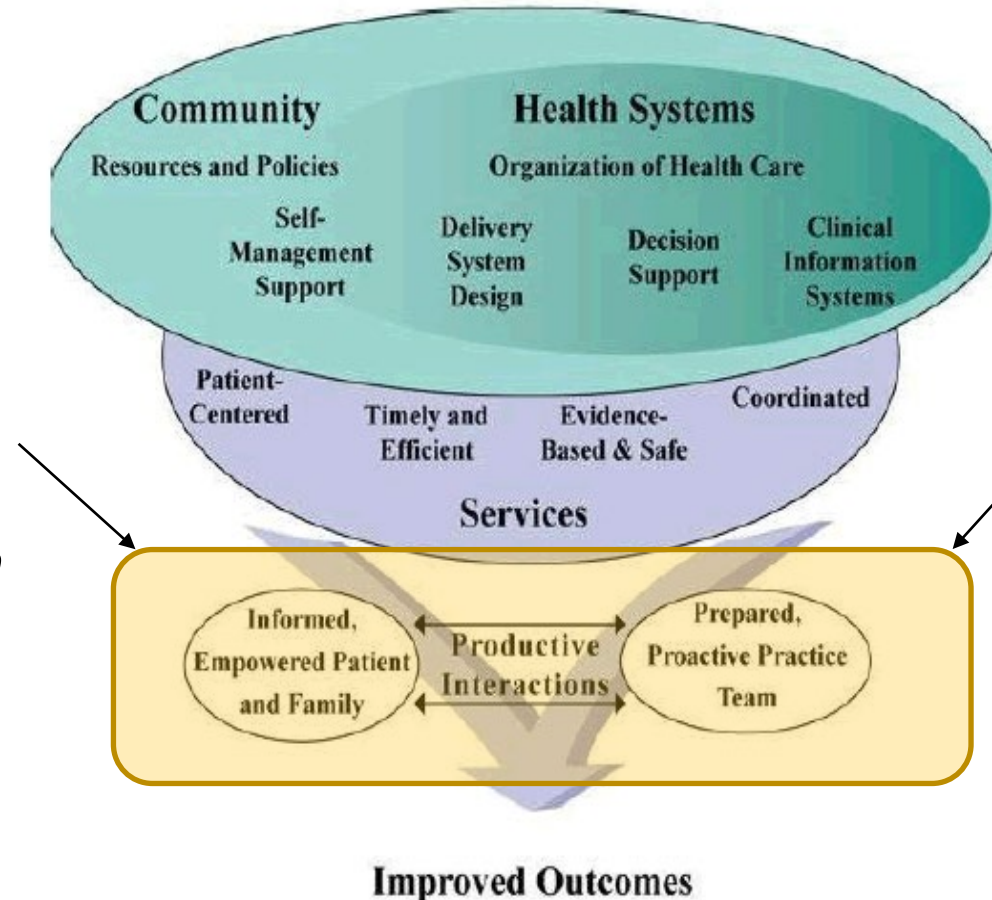 Community
Resources and Policies
Health Systems
Organization of Health Care
Self-
Management
Support
Delivery
System
Design
Decision
Support
Clinical
Information
Systems
Patient-
Centered
Timely and
Efficient
Evidence-
Based & Safe
Coordinated
Services
Informed,
Empowered Patient
and Family
Productive
Interactions
Prepared,
Proactive Practice
Team
Improved Outcomes